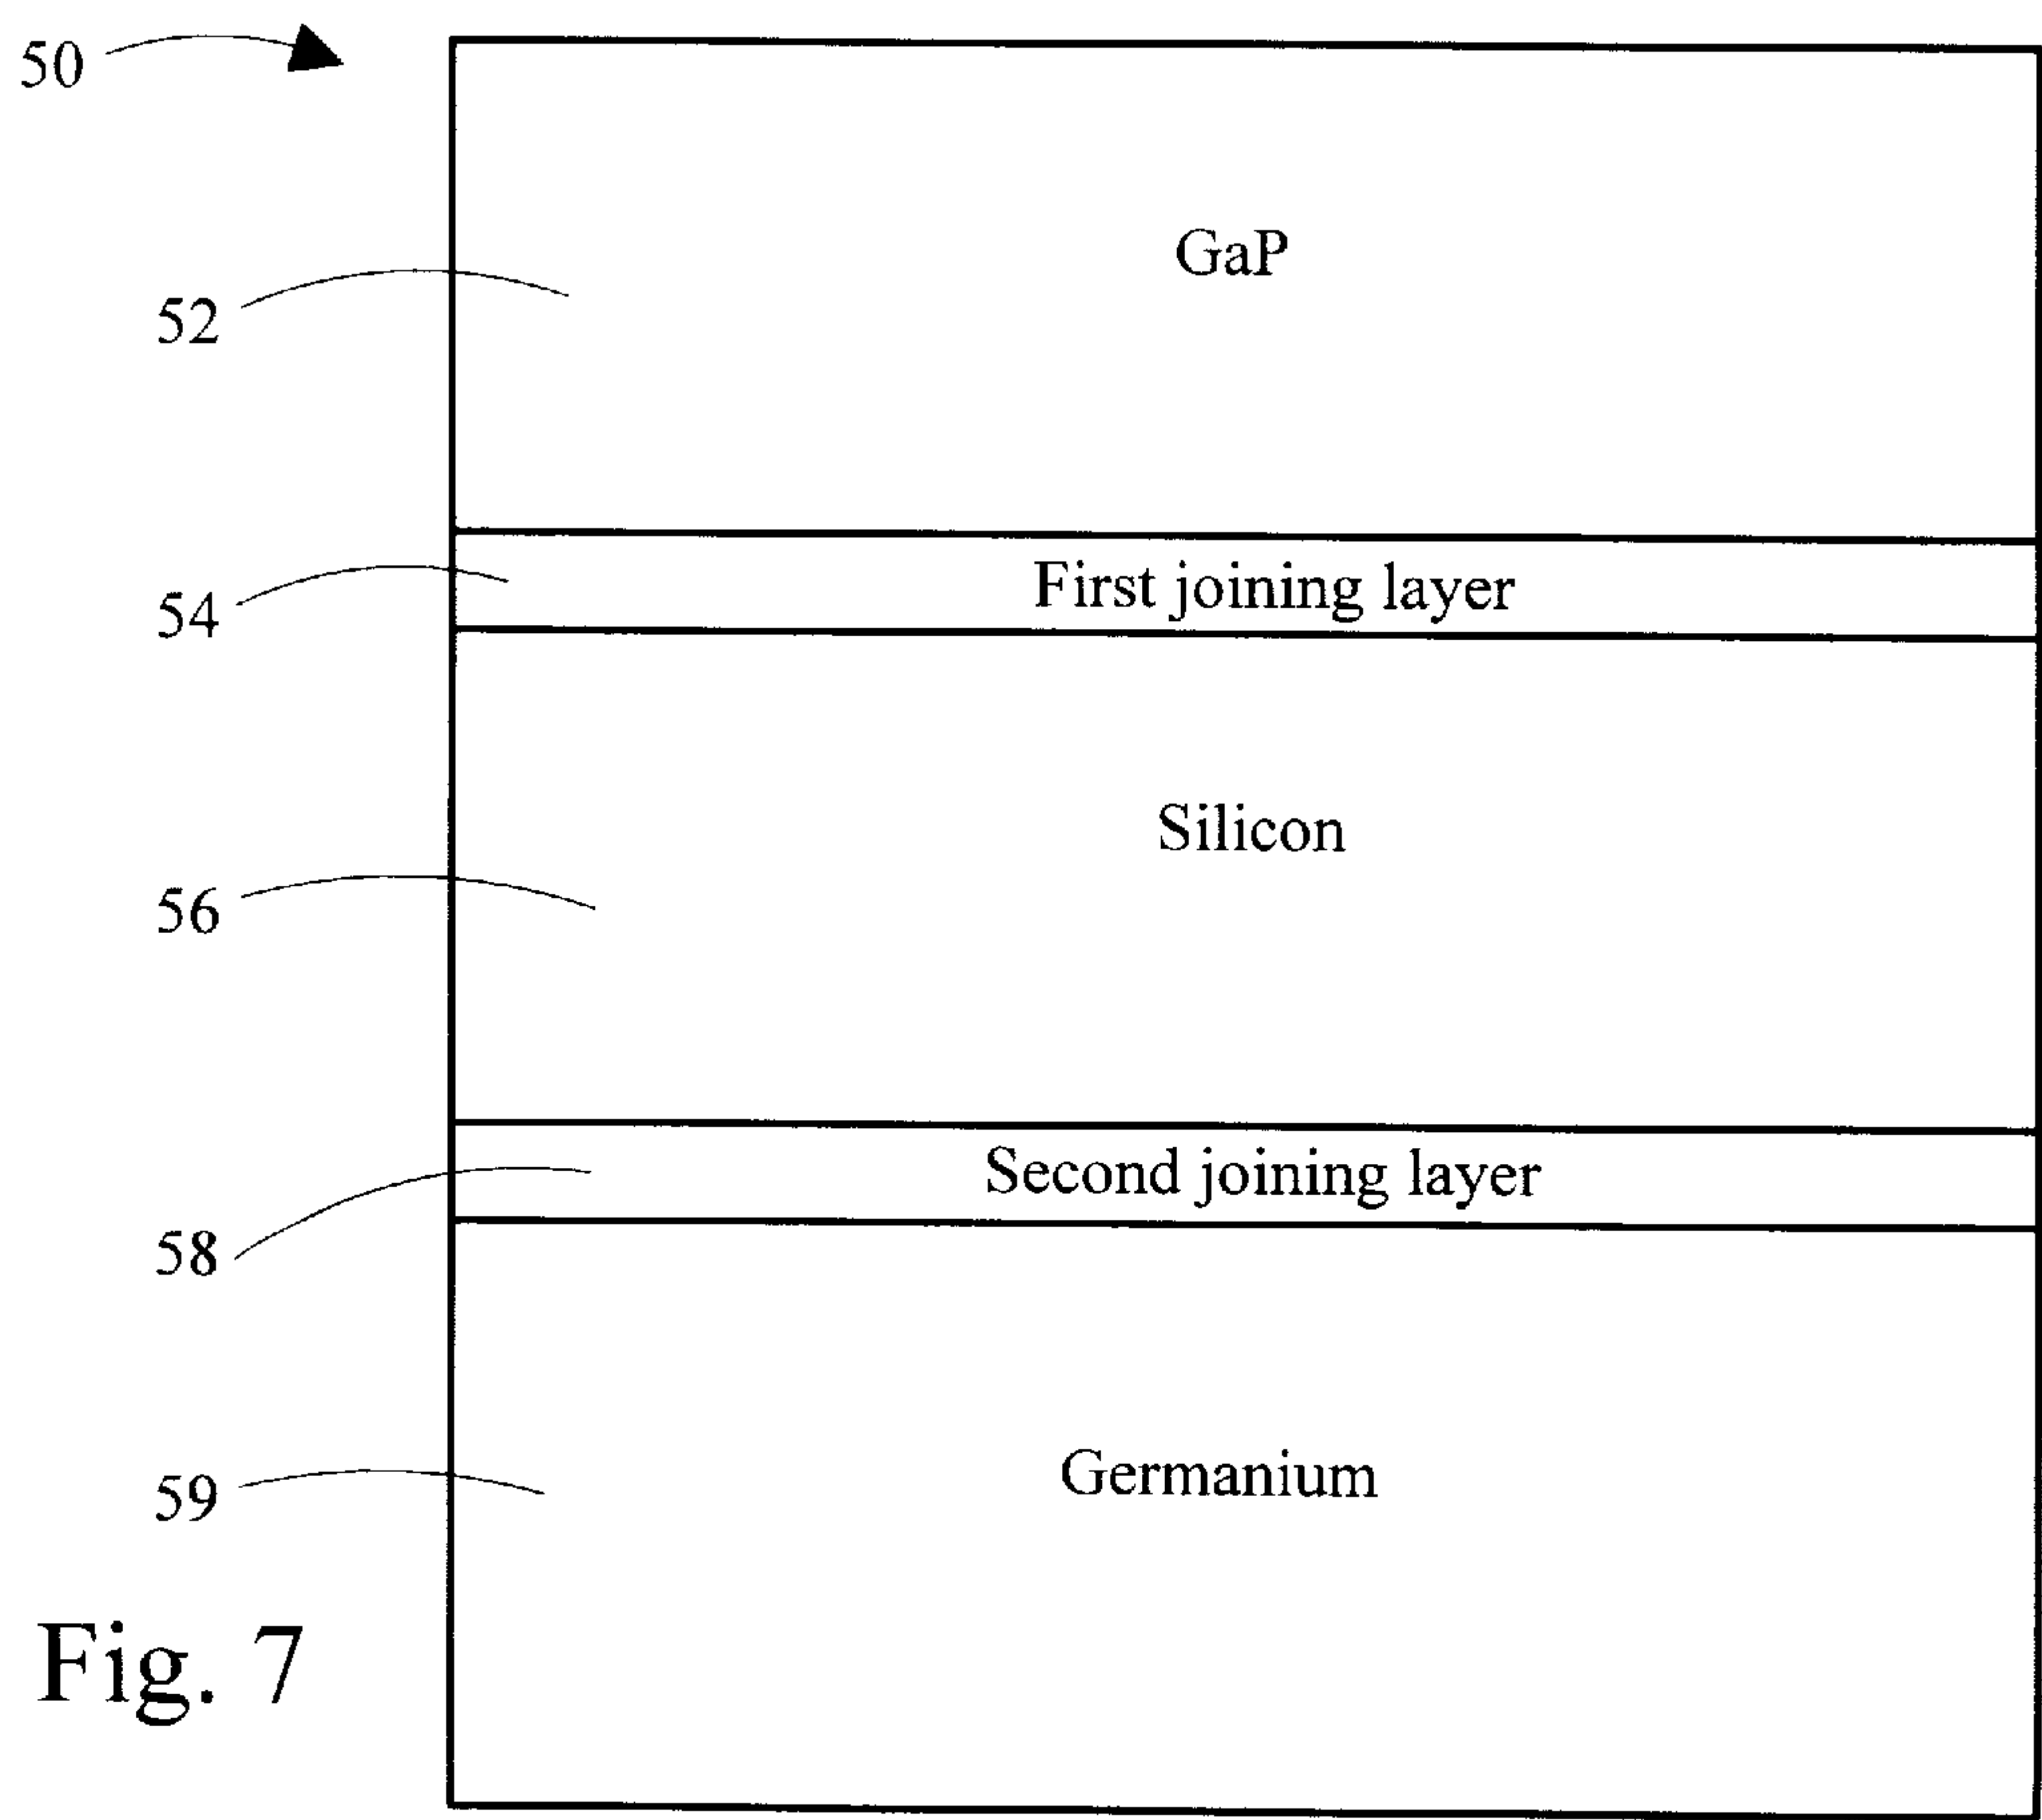 50
GaP
52
First joining layer
54
Silicon
56
Second joining layer
58
Germanium
59
Fig. 7